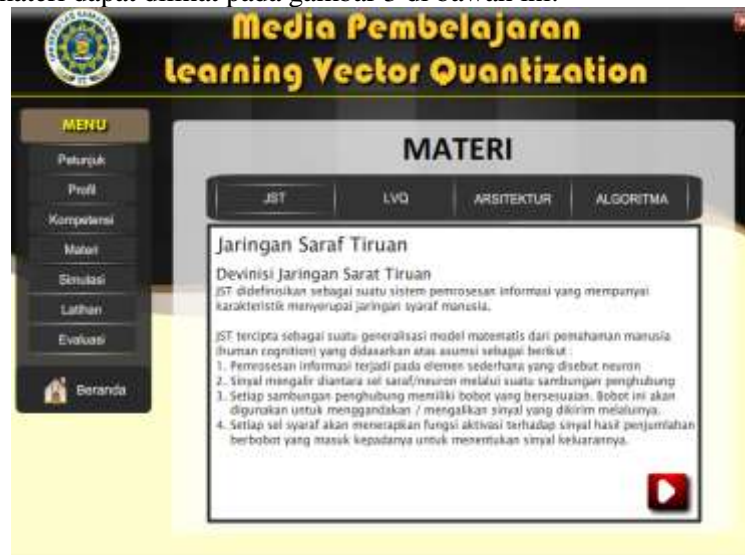 materi dapat dilihat pada gambar 3 di bawah ini.
Media Pembelajaran
Learning Vector Quantization
MENU
Petunjuk
Profil
Kompetensi
Materi
Simulasi
Latihan
Evaluasi
Beranda
MATERI
JST LVQ ARSITEKTUR ALGORITMA
Jaringan Saraf Tiruan
Devinisi Jaringan Sarat Tiruan
JST didefinisikan sebagai suatu sistem pemrosesan informasi yang mempunyai
karakteristik menyerupai jaringan syaraf manusia.
JST tercipta sebagai suatu generalisasi model matematis dari pemahaman manusia
(human cognition) yang didasarkan atas asumsi sebagai berikut :
1. Pemrosesan informasi terjadi pada elemen sederhana yang disebut neuron
2. Sinyal mengalir diantara sel saraf/neuron melalui suatu sambungan penghubung
3. Setiap sambungan penghubung memiliki bobot yang bersesuaian. Bobot ini akan
digunakan untuk menggandakan / mengalikan sinyal yang dikirim melaluinya.
4. Setiap sel syaraf akan menerapkan fungsi aktivasi terhadap sinyal hasil penjumlahan
berbobot yang masuk kepadanya untuk menentukan sinyal keluarannya.